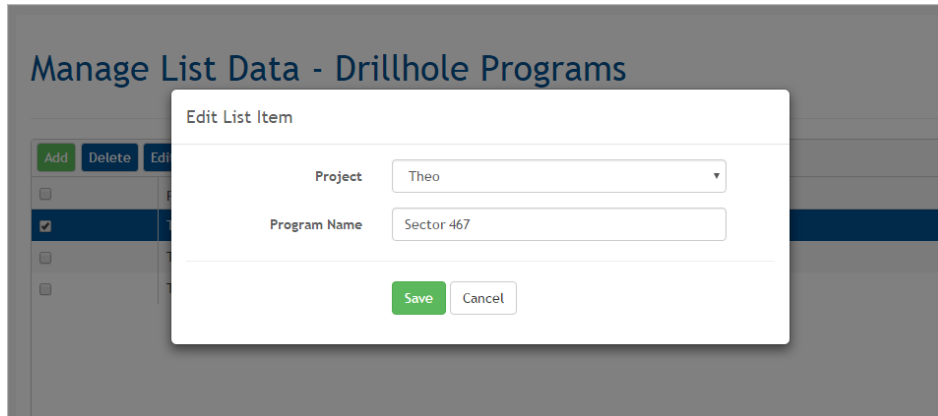 Manage List Data - Drillhole Programs
Edit List Item
Add Delete
Project Theo
Program Name Sector 467
Save Cancel